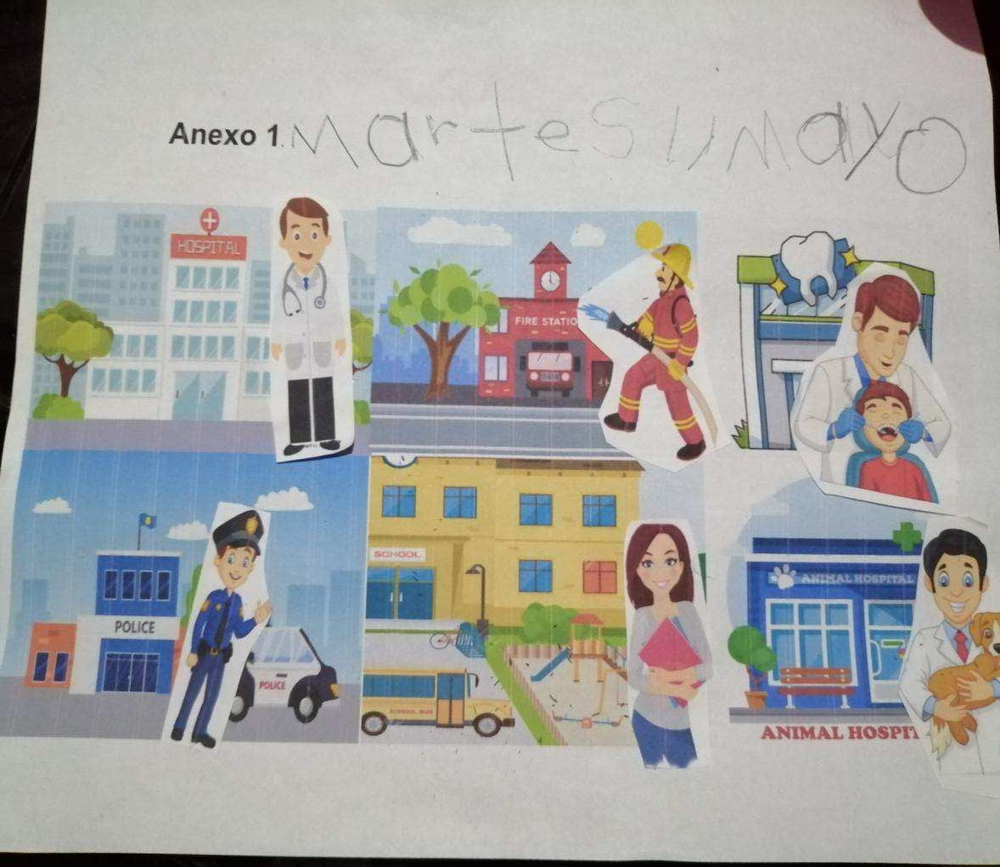 Anexo 1. Martes 11 Mayo
HOSPITAL
FIRE STATIO
POLICE
POLICE
SCHOOL
SCHOOL BUS
ANIMAL HOSPITAL
ANIMAL HOSPIT